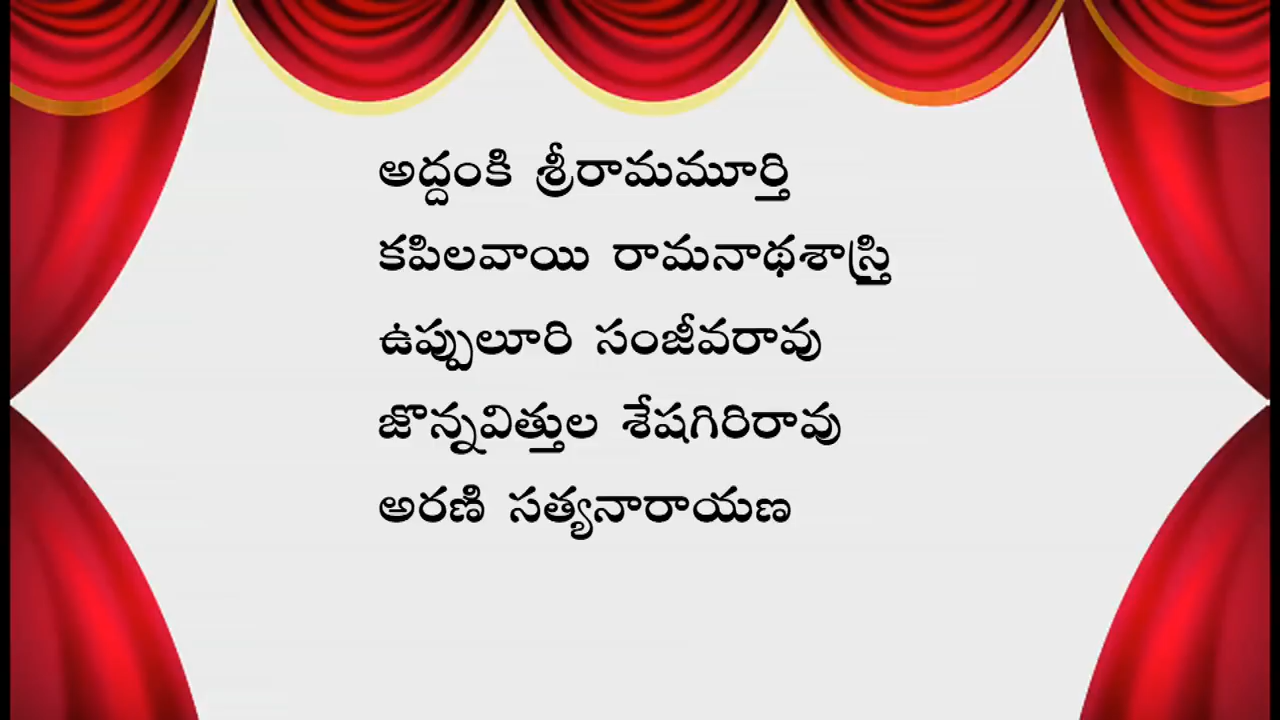 అద్దంకి శ్రీరామమూర్తి
కపిలవాయి రామనాథశాస్త్రి
ఉప్పులూరి సంజీవరావు
జొన్నవిత్తుల శేషగిరిరావు
అరణి సత్యనారాయణ